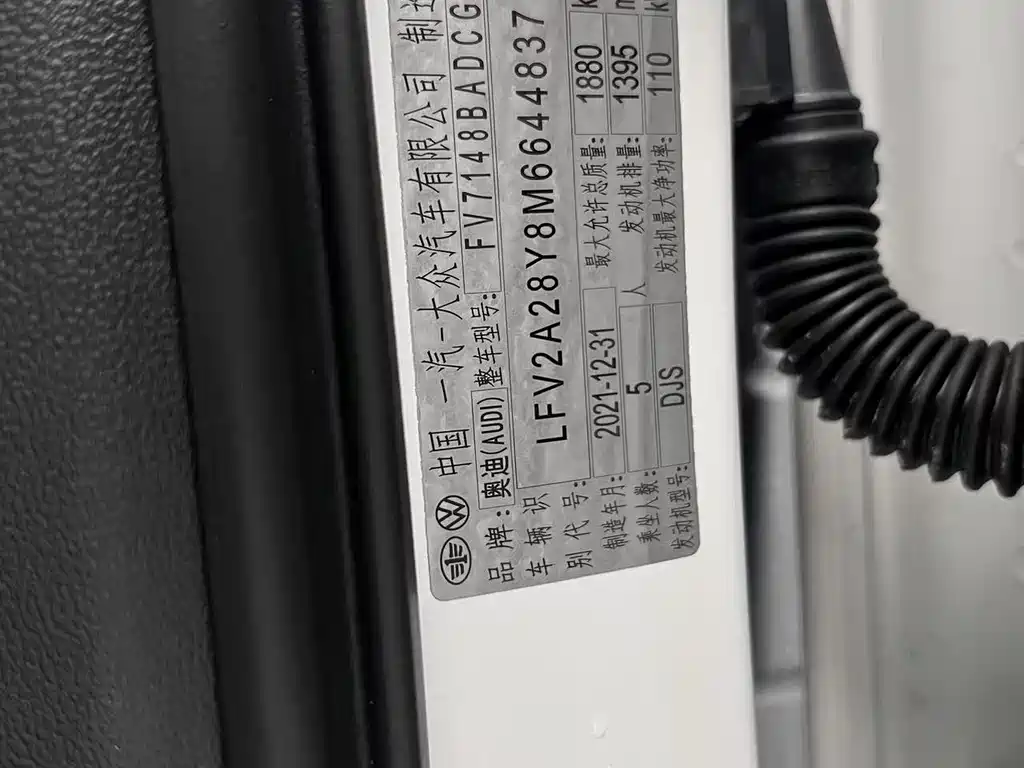 中国 一汽-大众汽车有限公司 制造
品牌:奥迪(AUDI) 整车型号:FV7148BADCG
车辆识别代号: LFV2A28Y8M6644837
制造年月: 2021-12-31 最大允许总质量: 1880 k
乘坐人数: 5 人 发动机排量: 1395 m
发动机型号: DJS 发动机最大净功率: 110 k